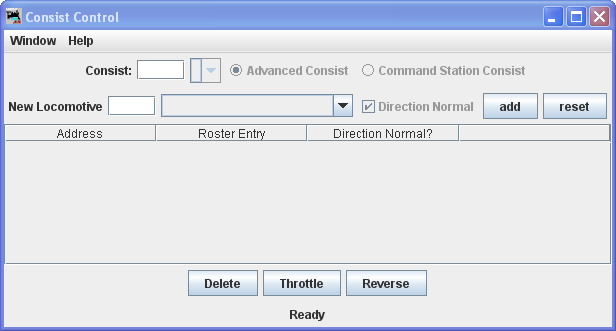 Consist Control
Window Help
Consist: Advanced Consist Command Station Consist
New Locomotive Direction Normal add reset
Address Roster Entry Direction Normal?
Delete Throttle Reverse
Ready